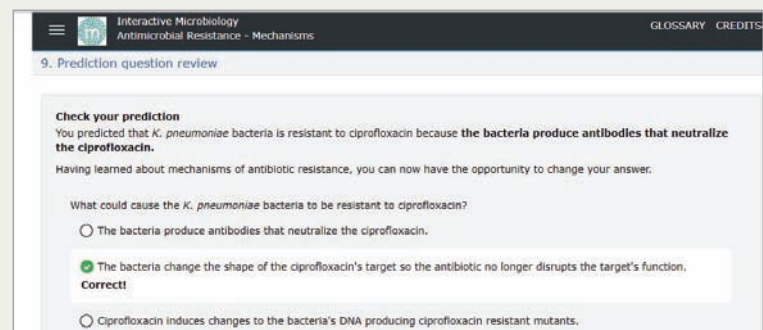 Interactive Microbiology
Antimicrobial Resistance - Mechanisms
GLOSSARY CREDITS
9. Prediction question review
Check your prediction
You predicted that K. pneumoniae bacteria is resistant to ciprofloxacin because the bacteria produce antibodies that neutralize
the ciprofloxacin.
Having learned about mechanisms of antibiotic resistance, you can now have the opportunity to change your answer.
What could cause the K. pneumoniae bacteria to be resistant to ciprofloxacin?
The bacteria produce antibodies that neutralize the ciprofloxacin.
The bacteria change the shape of the ciprofloxacin's target so the antibiotic no longer disrupts the target's function.
Correct!
Ciprofloxacin induces changes to the bacteria's DNA producing ciprofloxacin resistant mutants.